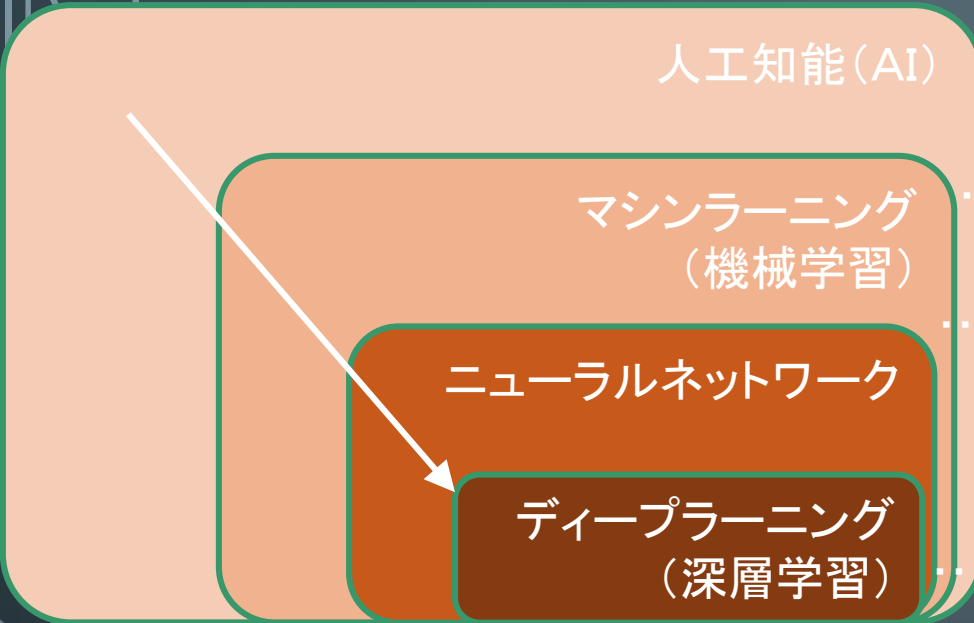 人工知能(AI)
マシンラーニング
(機械学習)
ニューラルネットワーク
ディープラーニング
(深層学習)